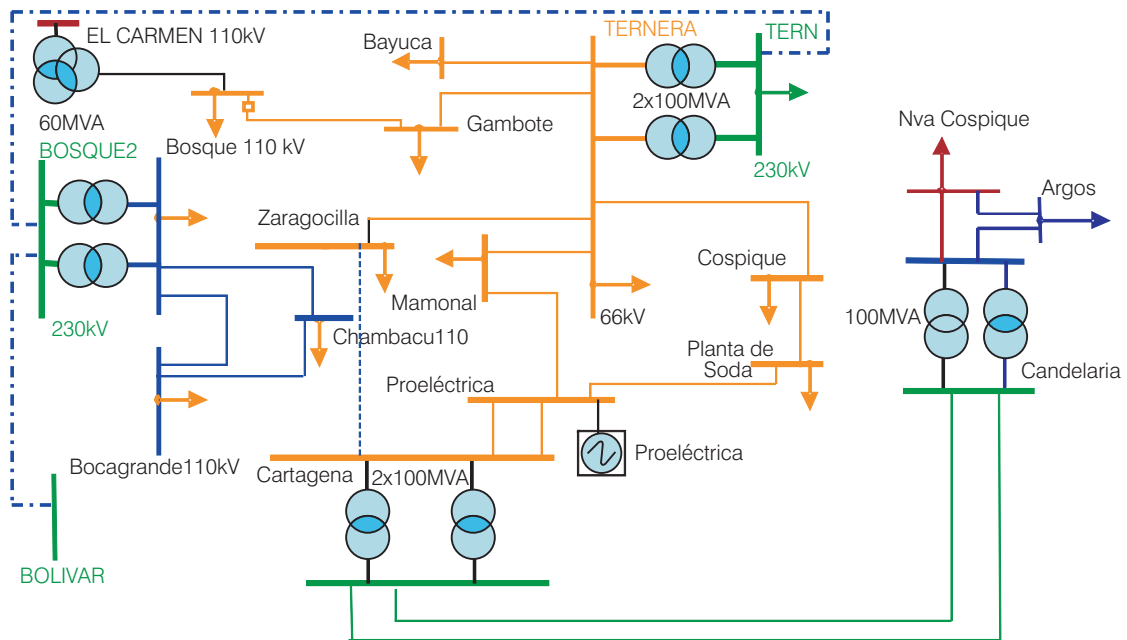 EL CARMEN 110kV
TERNERA
TERN
Bayuca
2x100MVA
60MVA
Gambote
Nva Cospique
BOSQUE2
Bosque 110 kV
230kV
Argos
Zaragocilla
Cospique
Mamonal
66kV
100MVA
230kV
Chambacu110
Planta de
Soda
Candelaria
Proeléctrica
Proeléctrica
Bocagrande110kV
Cartagena
2x100MVA
BOLIVAR